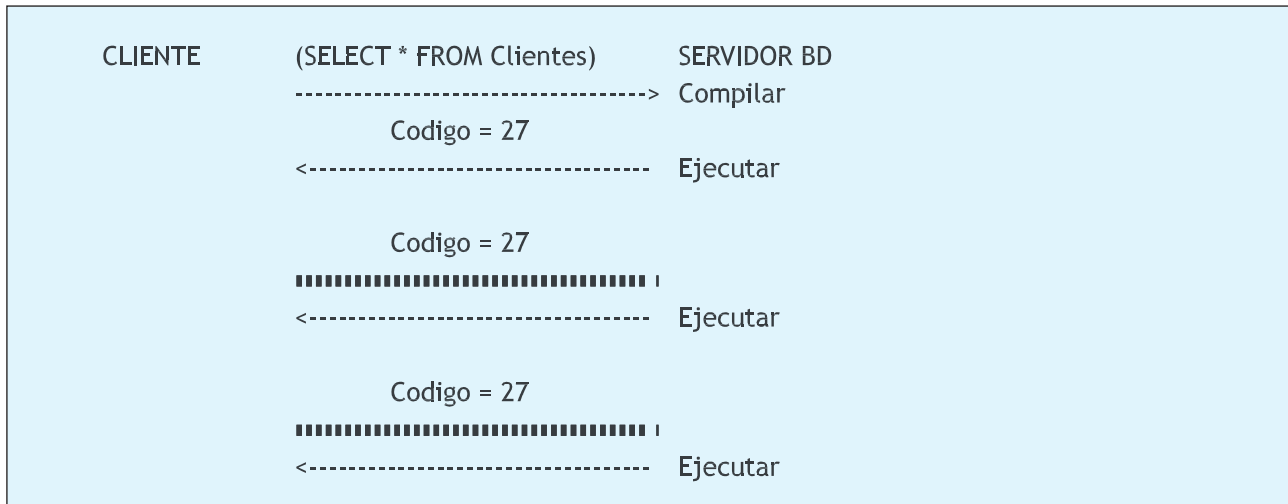 CLIENTE (SELECT * FROM Clientes) SERVIDOR BD
-----------------------------------> Compilar
Codigo = 27
<---------------------------------- Ejecutar
Codigo = 27
<---------------------------------- Ejecutar
Codigo = 27
<---------------------------------- Ejecutar